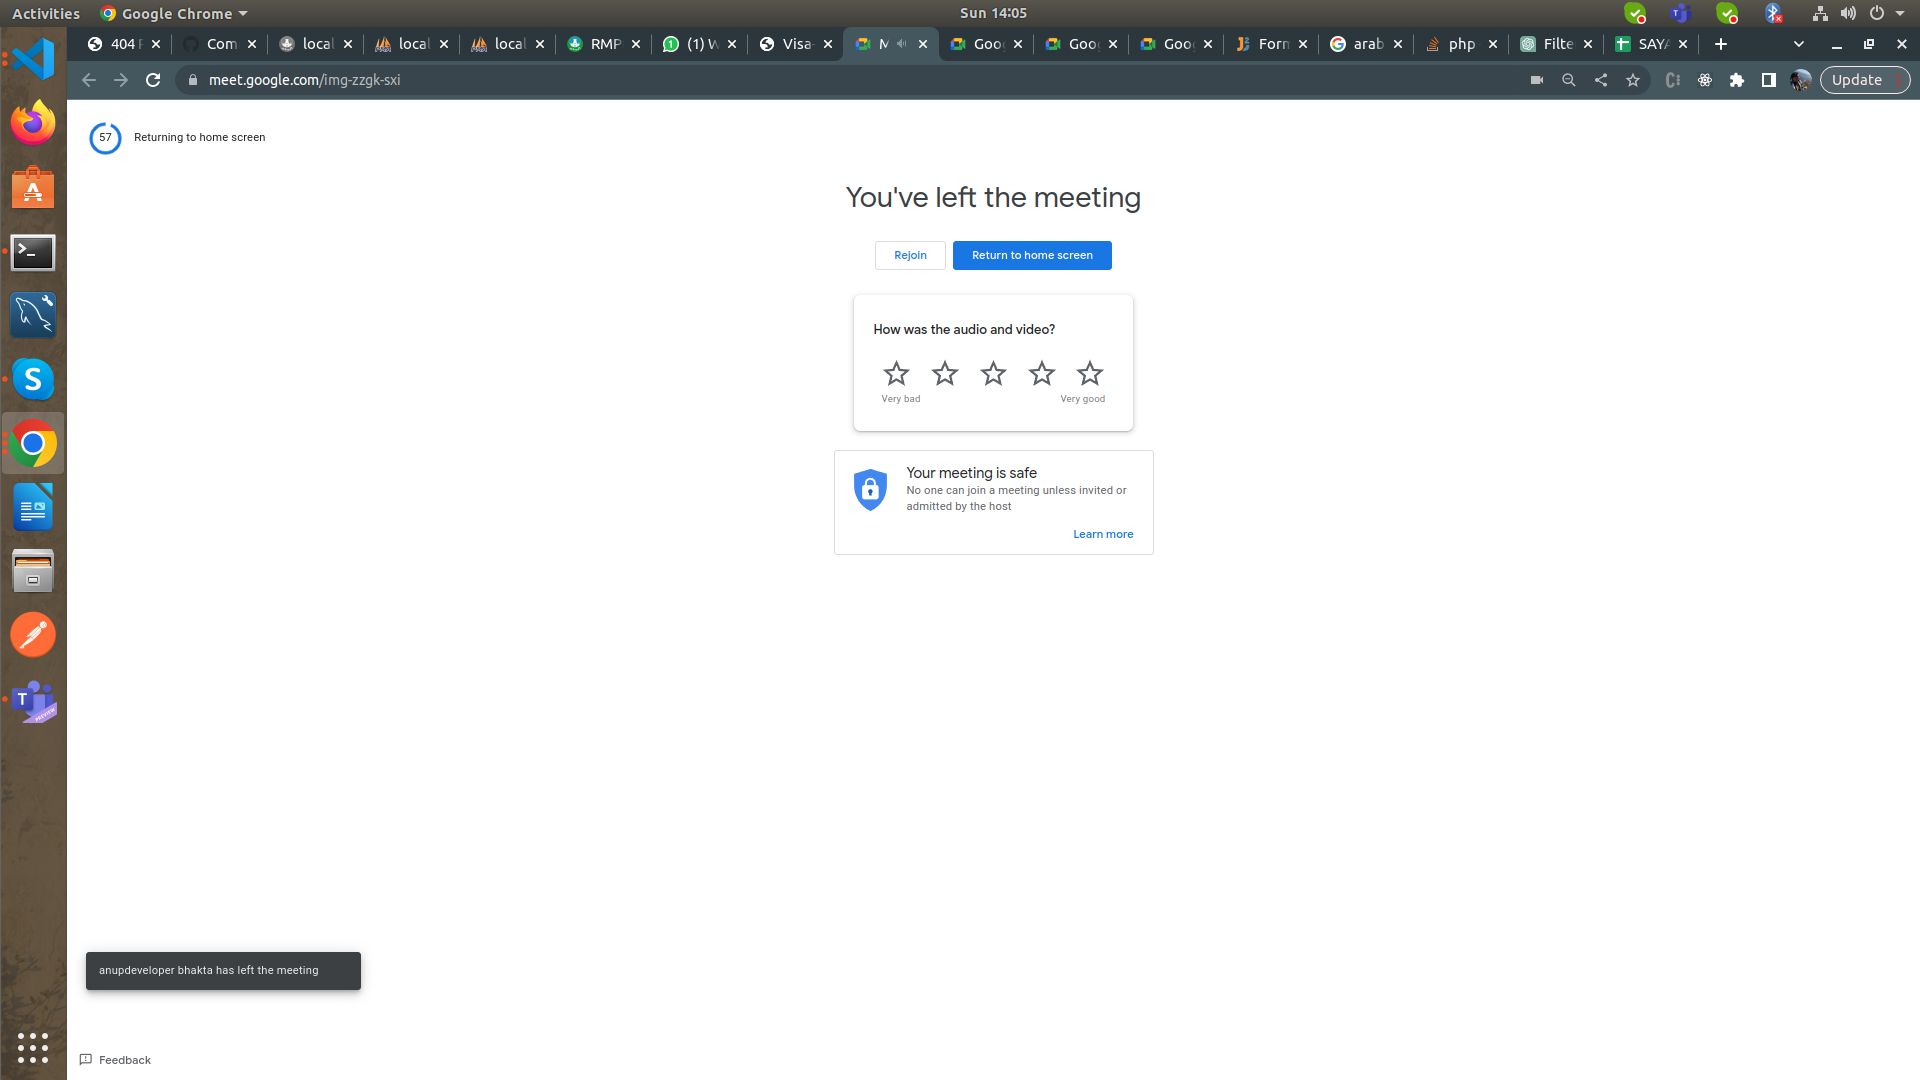 Activities
Google Chrome
Sun 14:05
404
Com
local
local
local
RMP
(1) W
Visa-
Goo
Goo
Goo
Forn
arab
php
Filte
SAYA
meet.google.com/img-zzgk-sxi
Update
57
Returning to home screen
You've left the meeting
Rejoin
Return to home screen
How was the audio and video?
Very bad
Very good
Your meeting is safe
No one can join a meeting unless invited or
admitted by the host
Learn more
anupdeveloper bhakta has left the meeting
Feedback